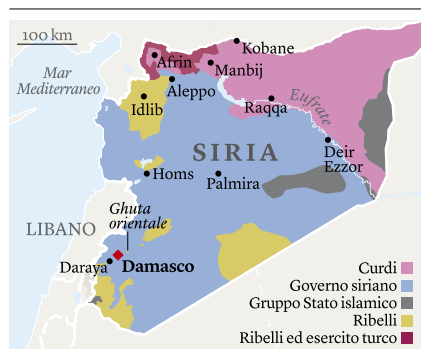 100 km
Mar
Mediterraneo
Kobane
Afrin
Manbij
Aleppo
Idlib
Raqqa
Eufrate
SIRIA
Deir
Ezzor
Homs
Palmira
Ghuta
orientale
LIBANO
Daraya
Damasco
Curdi
Governo siriano
Gruppo Stato islamico
Ribelli
Ribelli ed esercito turco